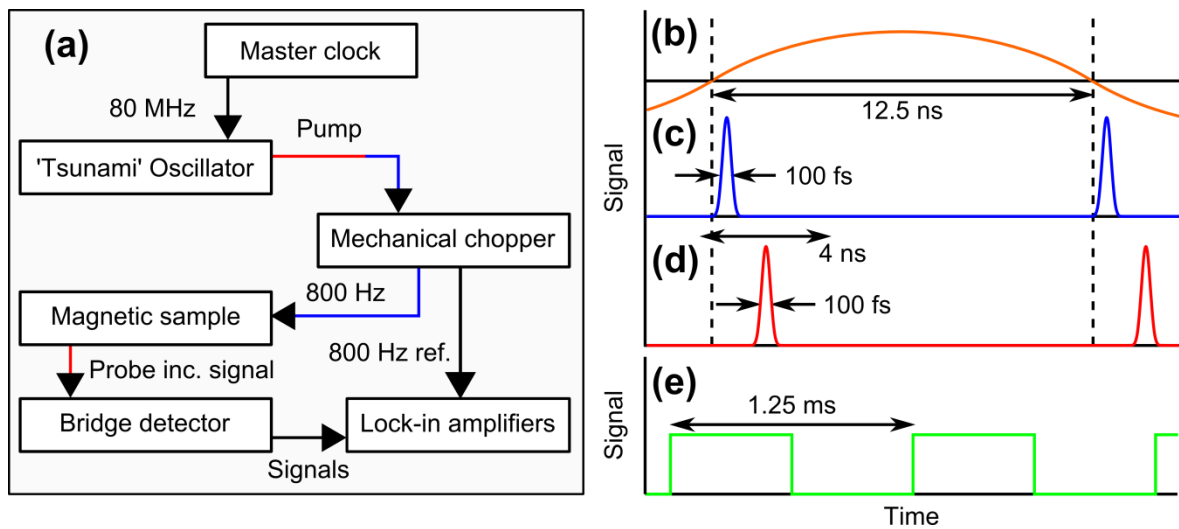 (a)
Master clock
80 MHz
Pump
'Tsunami' Oscillator
Mechanical chopper
800 Hz
Magnetic sample
800 Hz ref.
Probe inc. signal
Bridge detector
Lock-in amplifiers
Signals
(b)
12.5 ns
Signal
(c)
100 fs
(d)
4 ns
100 fs
(e)
Signal
1.25 ms
Time